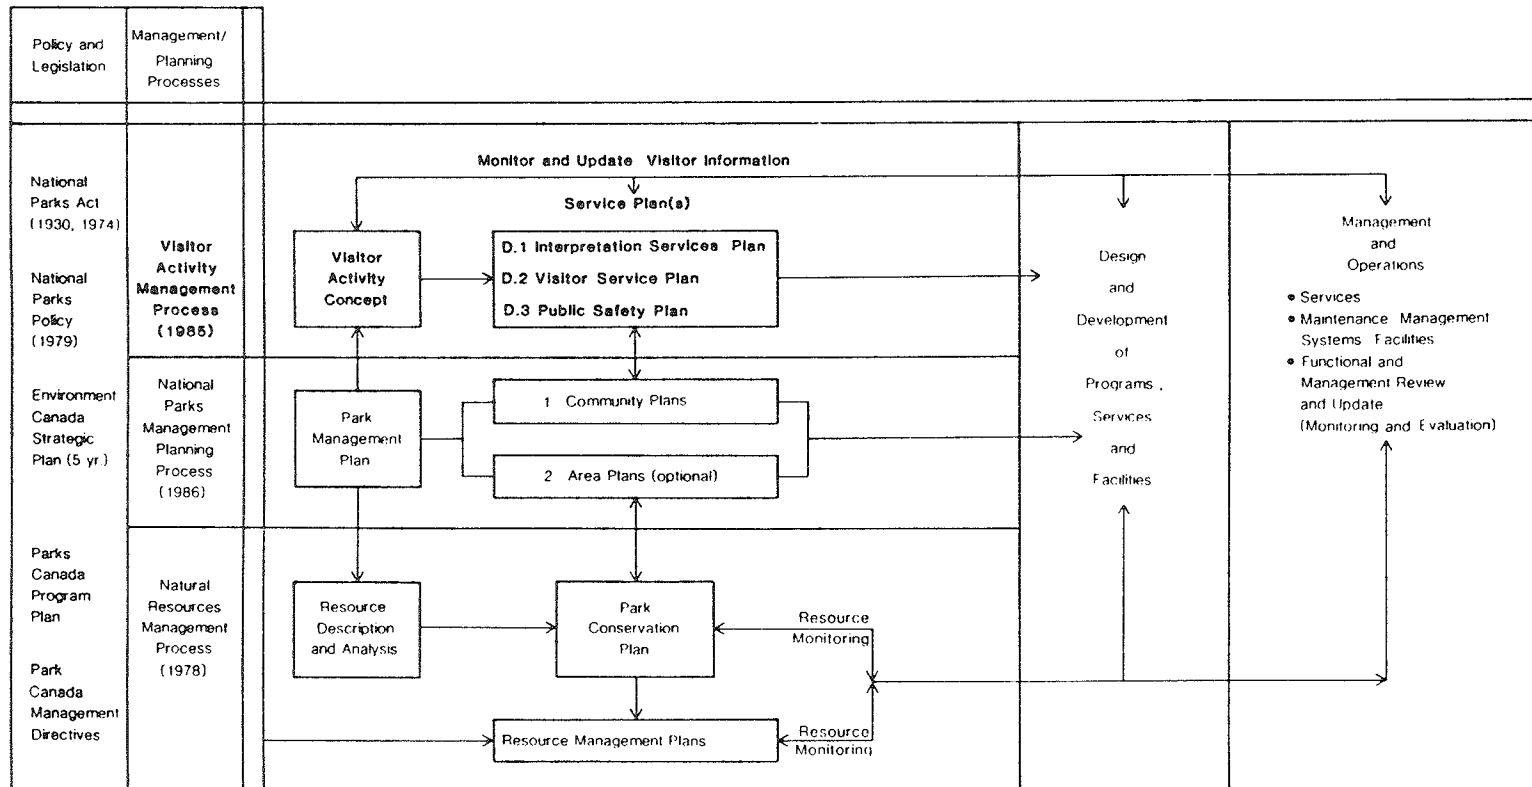 Policy and
Legislation
Management/
Planning
Processes
National
Parks Act
(1930, 1974)
National
Parks
Policy
(1979)
Environment
Canada
Strategic
Plan (5 yr.)
Parks
Canada
Program
Plan
Park
Canada
Management
Directives
Visitor
Activity
Management
Process
(1985)
National
Parks
Management
Planning
Process
(1986)
Natural
Resources
Management
Process
(1978)
Monitor and Update Visitor Information
Service Plan(s)
Visitor
Activity
Concept
D.1 Interpretation Services Plan
D.2 Visitor Service Plan
D.3 Public Safety Plan
Park
Management
Plan
1 Community Plans
2 Area Plans (optional)
Resource
Description
and Analysis
Park
Conservation
Plan
Resource
Monitoring
Resource Management Plans
Resource
Monitoring
Design
and
Development
of
Programs,
Services
and
Facilities
Management
and
Operations
• Services
• Maintenance Management
Systems Facilities
• Functional and
Management Review
and Update
(Monitoring and Evaluation)